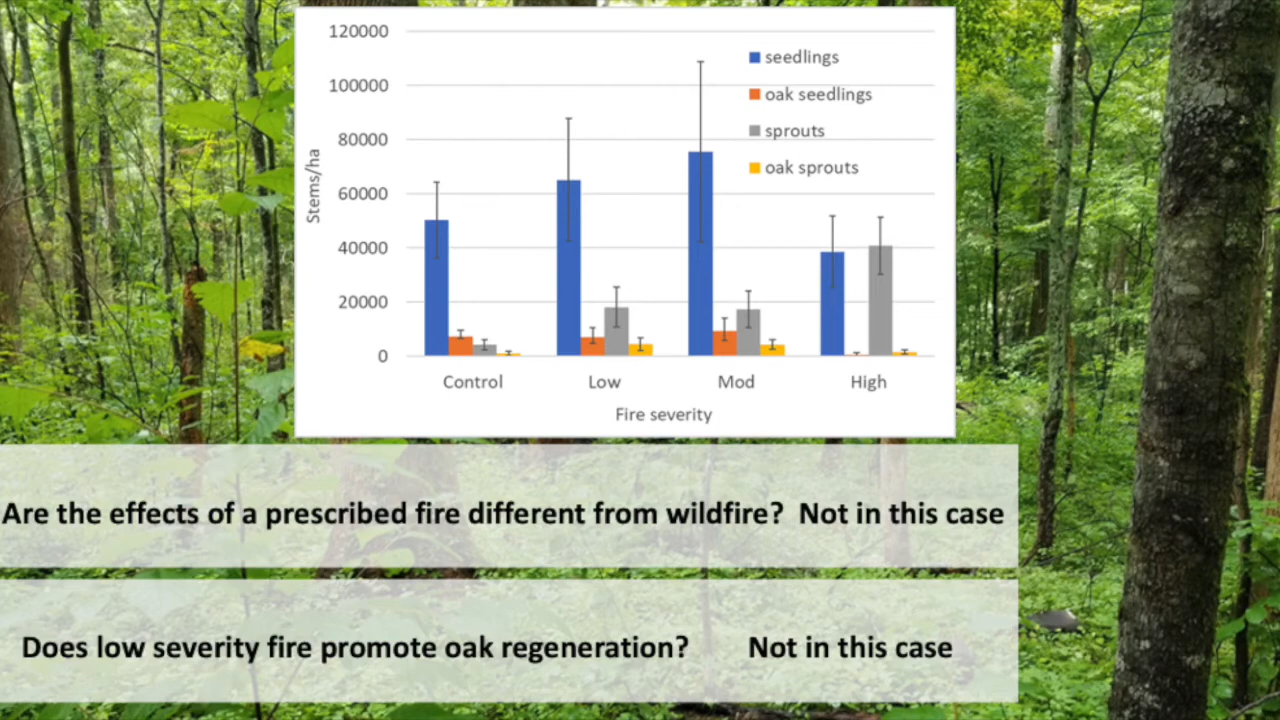 120000
seedlings
100000
oak seedlings
sprouts
80000
oak sprouts
60000
Stems/ha
40000
20000
0
Control Low Mod High
Fire severity
Are the effects of a prescribed fire different from wildfire? Not in this case
Does low severity fire promote oak regeneration? Not in this case